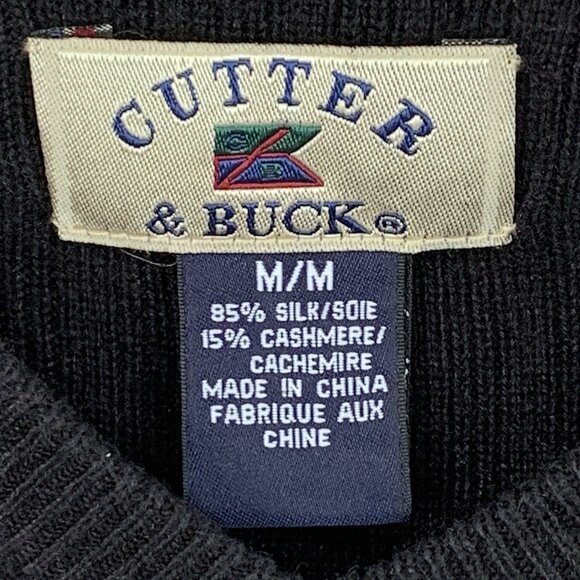 CUTTER
C
B
& BUCK®
M/M
85% SILK/SOIE
15% CASHMERE/
CACHEMIRE
MADE IN CHINA
FABRIQUE AUX
CHINE